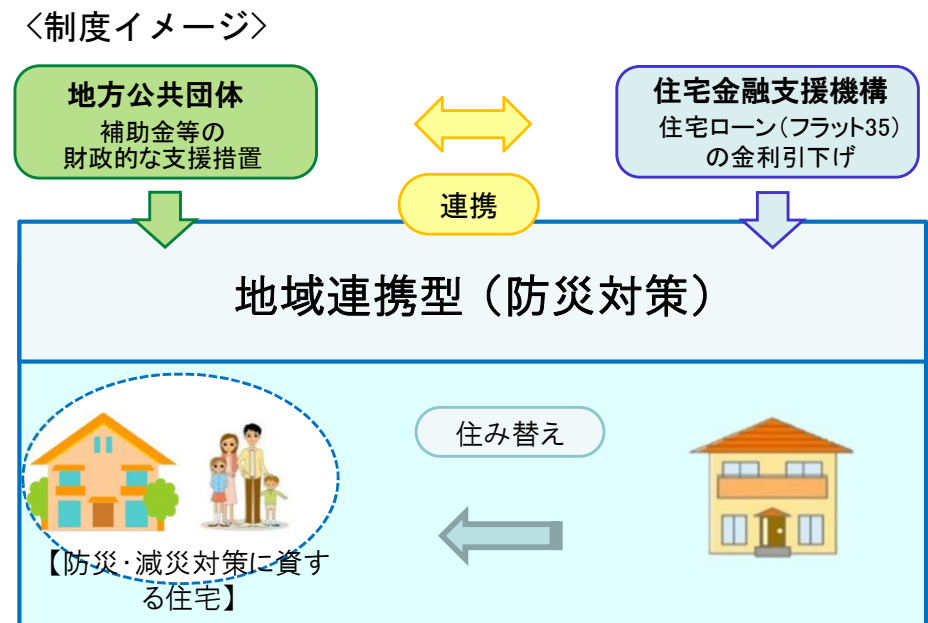 〈制度イメージ〉
地方公共団体
補助金等の
財政的な支援措置
住宅金融支援機構
住宅ローン（フラット35）
の金利引下げ
連携
地域連携型（防災対策）
住み替え
【防災・減災対策に資す
る住宅】